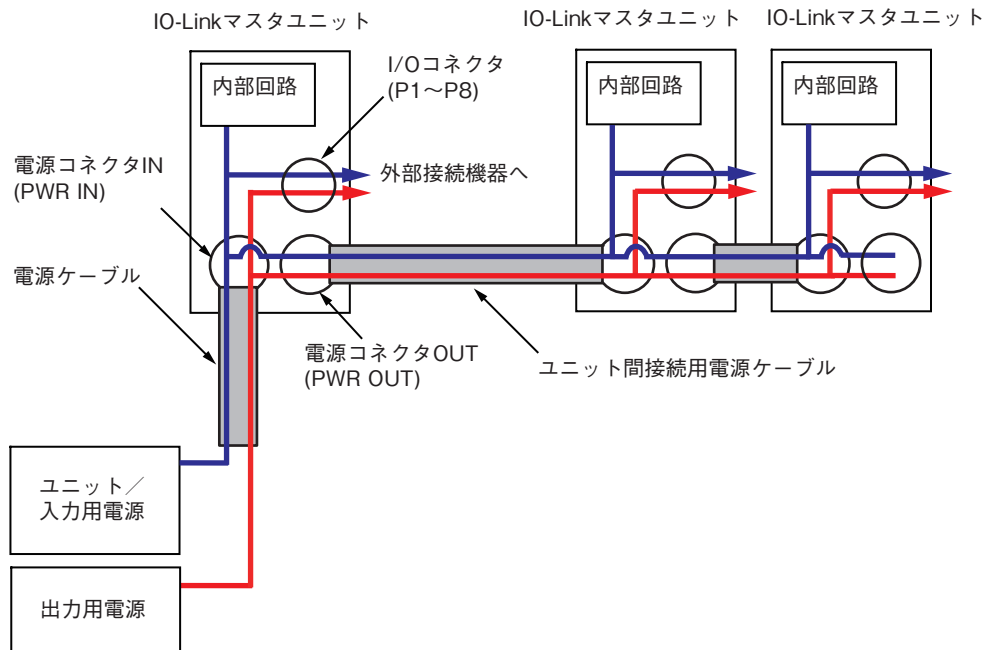 IO-Linkマスタユニット
IO-Linkマスタユニット
IO-Linkマスタユニット
内部回路
I/Oコネクタ
(P1～P8)
内部回路
内部回路
電源コネクタIN
(PWR IN)
外部接続機器へ
電源ケーブル
電源コネクタOUT
(PWR OUT)
ユニット間接続用電源ケーブル
ユニット／
入力用電源
出力用電源